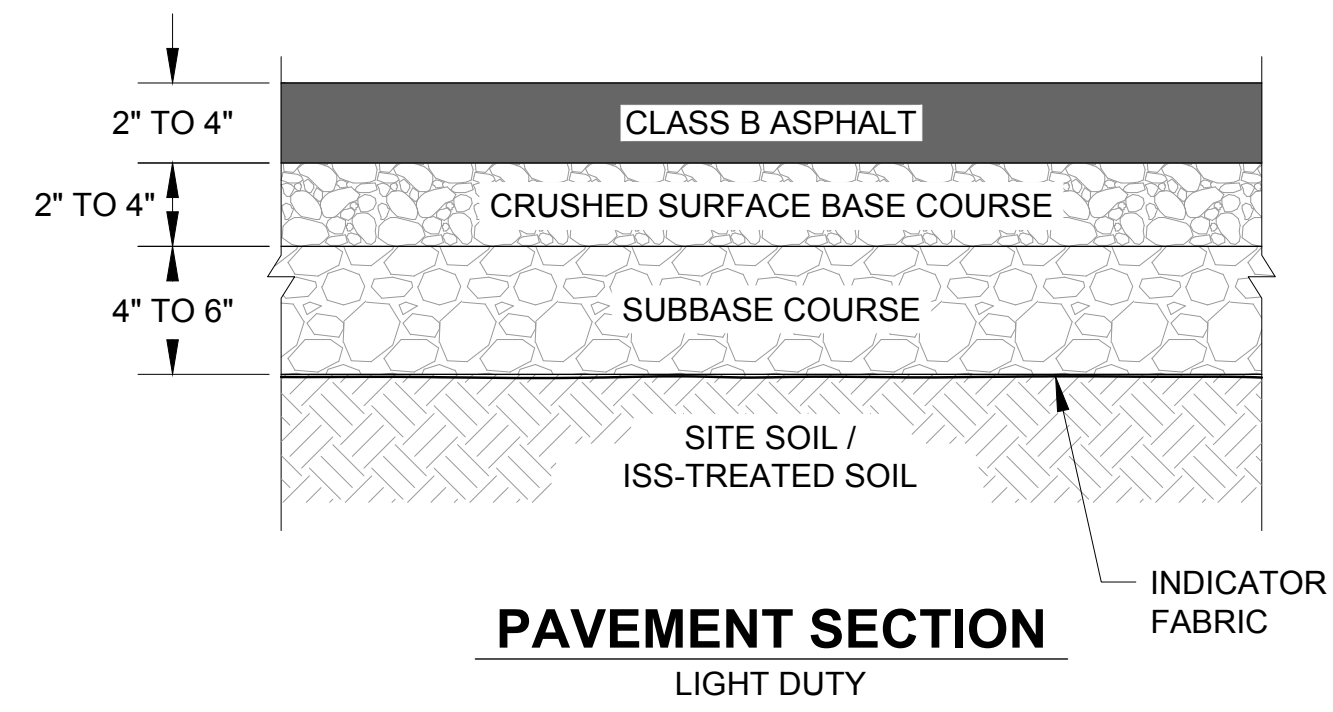 2" TO 4"
CLASS B ASPHALT
2" TO 4"
CRUSHED SURFACE BASE COURSE
4" TO 6"
SUBBASE COURSE
SITE SOIL /
ISS-TREATED SOIL
INDICATOR
FABRIC
PAVEMENT SECTION
LIGHT DUTY